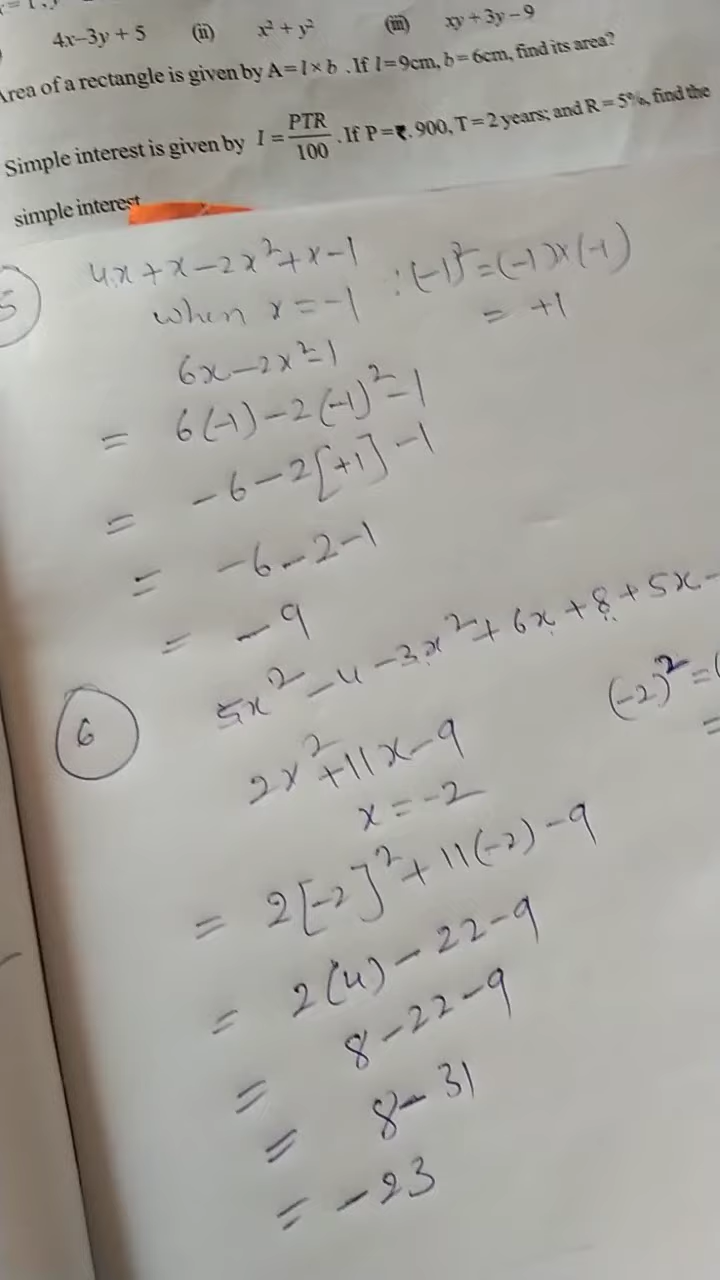 4x–3y + 5 (ii) x² + y² (iii) xy + 3y – 9
Area of a rectangle is given by A = l × b . If l = 9cm, b = 6cm, find its area?
Simple interest is given by I = PTR/100 . If P = ₹. 900, T = 2 years; and R = 5%, find the
simple interest
5 4x + x – 2x² + x – 1
: (-1)² = (-1) x (-1)
when x = -1
= +1
6x – 2x² – 1
= 6(-1) – 2(-1)² – 1
= -6 – 2[+1] – 1
= -6 – 2 – 1
= -9
6 5x² – 4 – 3x² + 6x + 8 + 5x –
(-2)² =
2x² + 11x – 9
=
x = -2
= 2[-2]² + 11(-2) – 9
= 2(4) – 22 – 9
= 8 – 22 – 9
= 8 – 31
= -23